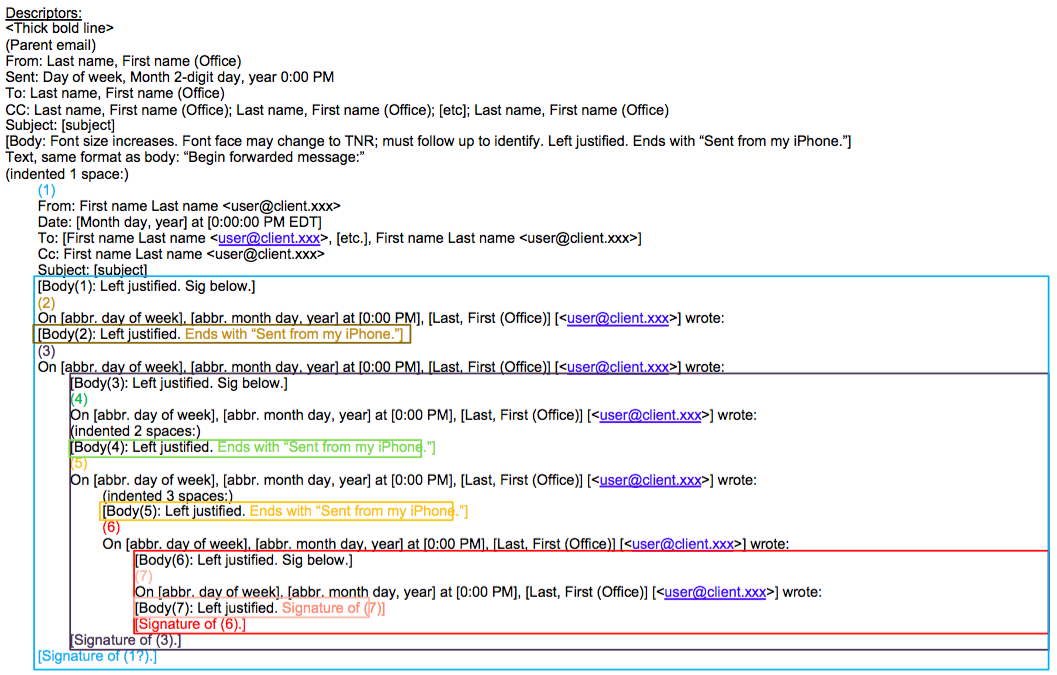 Descriptors:
<Thick bold line>
(Parent email)
From: Last name, First name (Office)
Sent: Day of week, Month 2-digit day, year 0:00 PM
To: Last name, First name (Office)
CC: Last name, First name (Office); Last name, First name (Office); [etc]; Last name, First name (Office)
Subject: [subject]
[Body: Font size increases. Font face may change to TNR; must follow up to identify. Left justified. Ends with “Sent from my iPhone.”]
Text, same format as body: “Begin forwarded message:”
(indented 1 space:)
(1)
From: First name Last name <user@client.xxx>
Date: [Month day, year] at [0:00:00 PM EDT]
To: [First name Last name <user@client.xxx>, [etc.], First name Last name <user@client.xxx>]
Cc: First name Last name <user@client.xxx>
Subject: [subject]
[Body(1): Left justified. Sig below.]
(2)
On [abbr. day of week], [abbr. month day, year] at [0:00 PM], [Last, First (Office)] [<user@client.xxx>] wrote:
[Body(2): Left justified. Ends with “Sent from my iPhone.”]
(3)
On [abbr. day of week], [abbr. month day, year] at [0:00 PM], [Last, First (Office)] [<user@client.xxx>] wrote:
[Body(3): Left justified. Sig below.]
(4)
On [abbr. day of week], [abbr. month day, year] at [0:00 PM], [Last, First (Office)] [<user@client.xxx>] wrote:
(indented 2 spaces:)
[Body(4): Left justified. Ends with “Sent from my iPhone.”]
(5)
On [abbr. day of week], [abbr. month day, year] at [0:00 PM], [Last, First (Office)] [<user@client.xxx>] wrote:
(indented 3 spaces:)
[Body(5): Left justified. Ends with “Sent from my iPhone.”]
(6)
On [abbr. day of week], [abbr. month day, year] at [0:00 PM], [Last, First (Office)] [<user@client.xxx>] wrote:
[Body(6): Left justified. Sig below.]
(7)
On [abbr. day of week], [abbr. month day, year] at [0:00 PM], [Last, First (Office)] [<user@client.xxx>] wrote:
[Body(7): Left justified. Signature of (7)]
[Signature of (6).]
[Signature of (3).]
[Signature of (1?).]